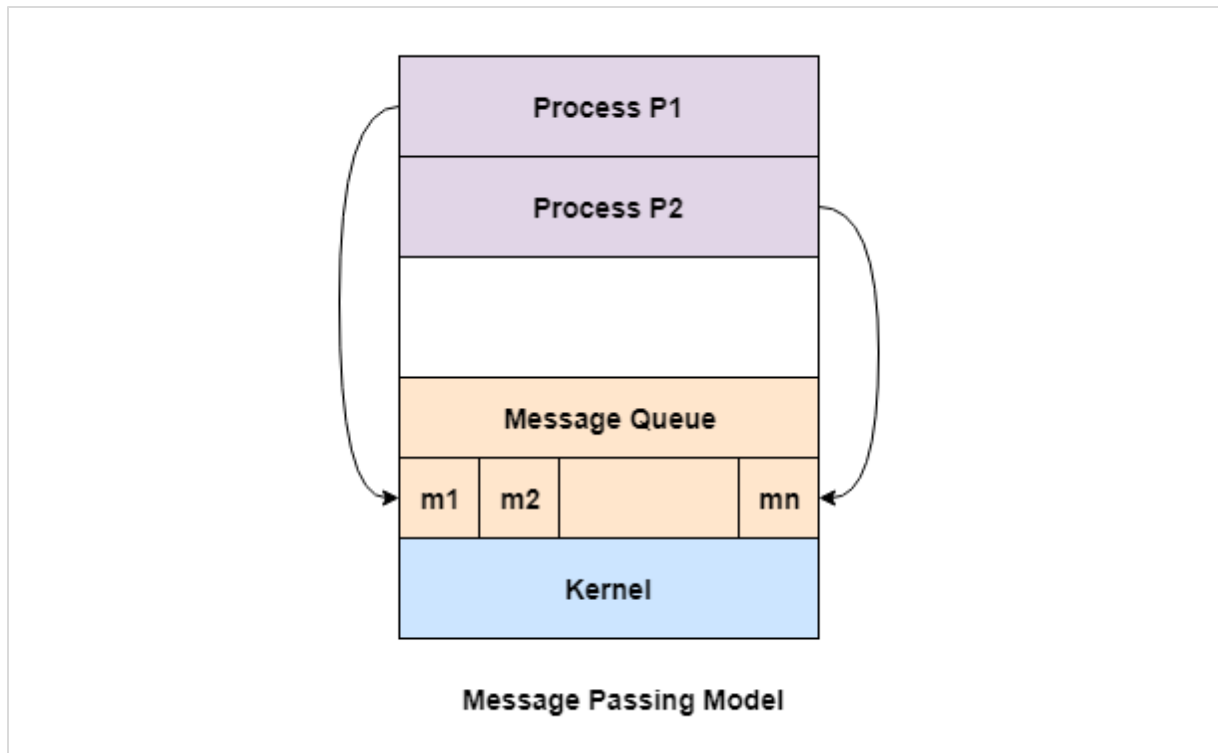 Process P1
Process P2
Message Queue
m1 m2 mn
Kernel
Message Passing Model